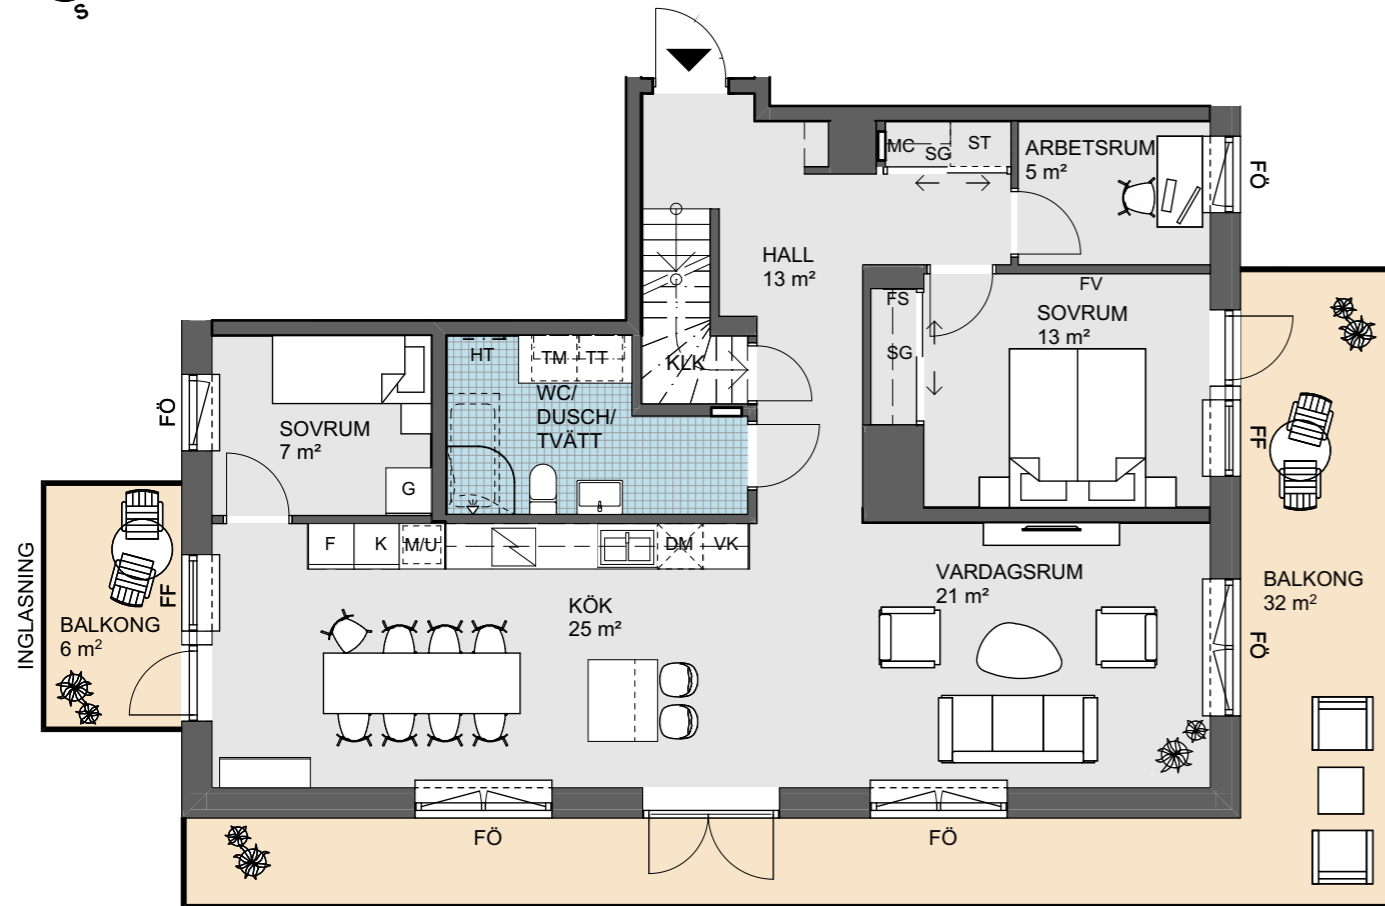 S
MC
SG
ST
ARBETSRUM
5 m²
FÖ
HALL
13 m²
FS
SG
FV
SOVRUM
13 m²
FF
KLK
HT
TM
TT
WC/
DUSCH/
TVÄTT
FÖ
SOVRUM
7 m²
G
F
K
M/U
DM
VK
KÖK
25 m²
VARDAGSRUM
21 m²
INGLASNING
BALKONG
6 m²
FF
BALKONG
32 m²
FÖ
FÖ
FÖ